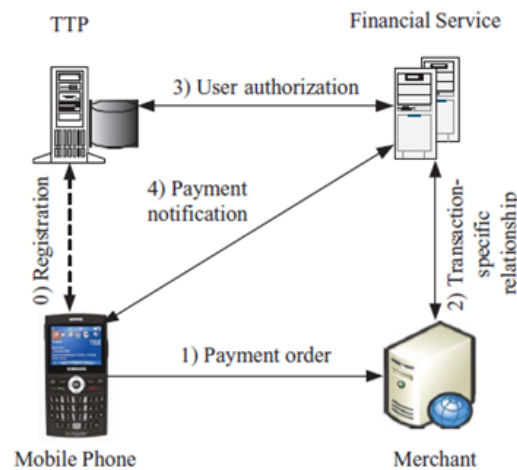 TTP
Financial Service
3) User authorization
4) Payment
notification
0) Registration
2) Transaction-
specific
relationship
1) Payment order
SAMSUNG
Mobile Phone
Merchant